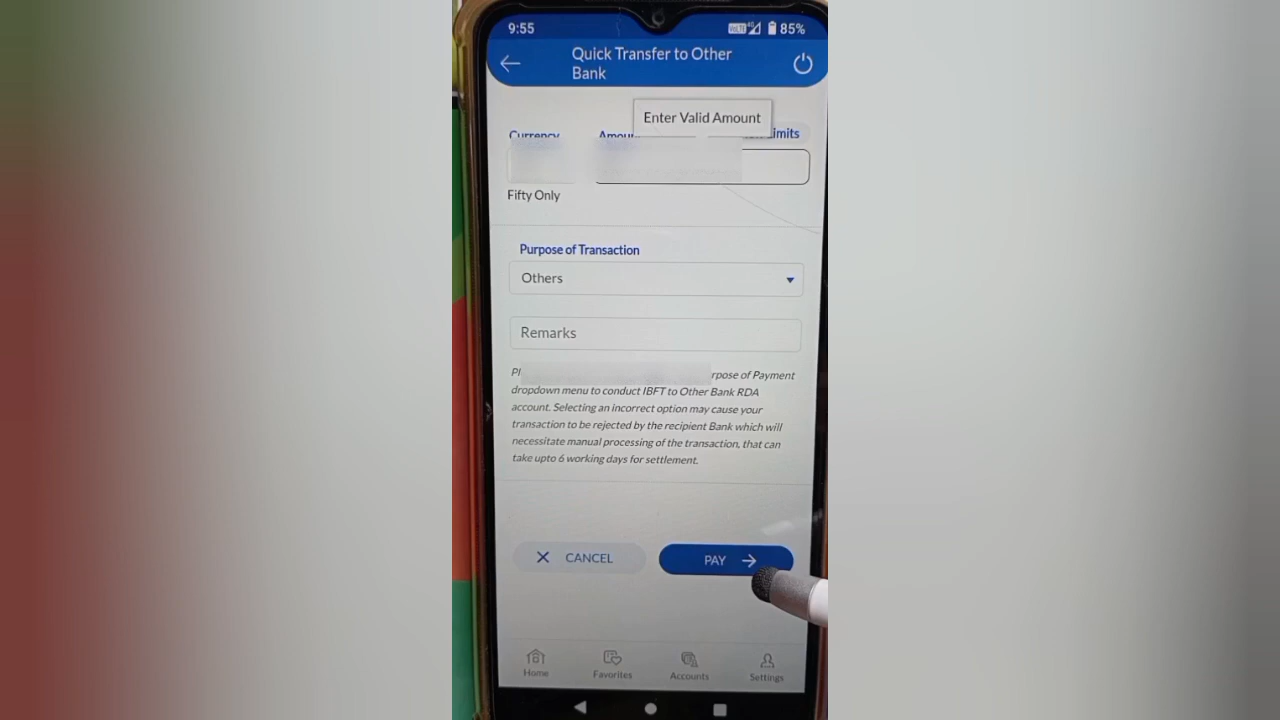 9:55
85%
Quick Transfer to Other
Bank
Enter Valid Amount
Currency
Limits
Fifty Only
Purpose of Transaction
Others
Remarks
rpose of Payment
dropdown menu to conduct IBFT to Other Bank RDA
account. Selecting an incorrect option may cause your
transaction to be rejected by the recipient Bank which will
necessitate manual processing of the transaction, that can
take upto 6 working days for settlement.
CANCEL
PAY
Home
Favorites
Accounts
Settings